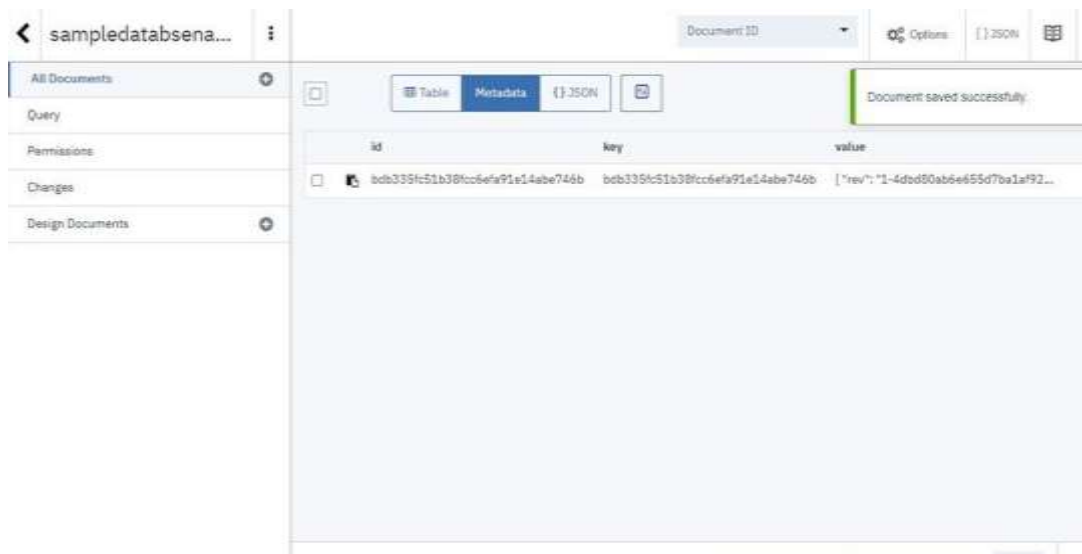 sampledatabsena....
Document ID
Options
{ } JSON
All Documents
Query
Permissions
Changes
Design Documents
Table
Metadata
{} JSON
Document saved successfully.
id key value
bdb335fc51b38fcc6efa91e14abe746b bdb335fc51b38fcc6efa91e14abe746b {"rev": "1-4dbd80ab6e655d7ba1af92...